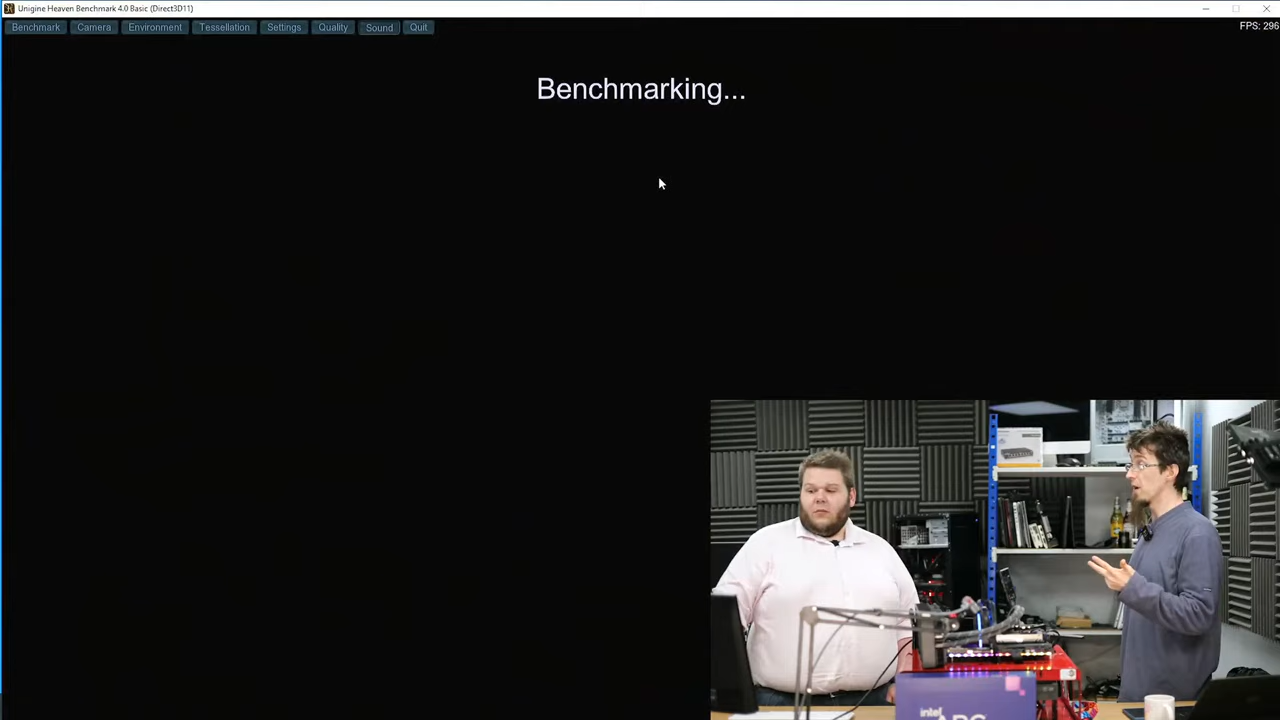 Unigine Heaven Benchmark 4.0 Basic (Direct3D11)
Benchmark Camera Environment Tessellation Settings Quality Sound Quit
FPS: 296
Benchmarking...
intel
ARC